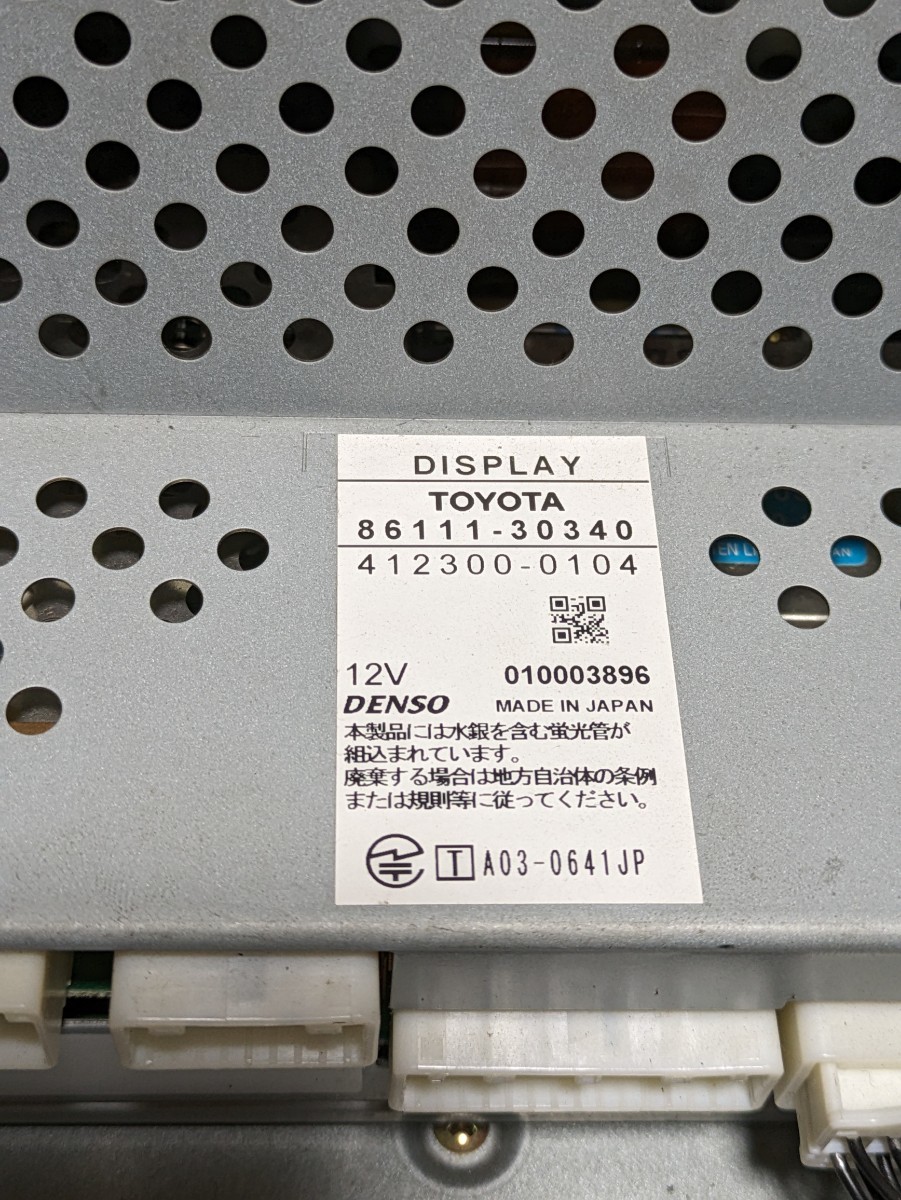 DISPLAY
TOYOTA
86111-30340
412300-0104
12V 010003896
DENSO MADE IN JAPAN
本製品には水銀を含む蛍光管が
組込まれています。
廃棄する場合は地方自治体の条例
または規則等に従ってください。
T A03-0641JP